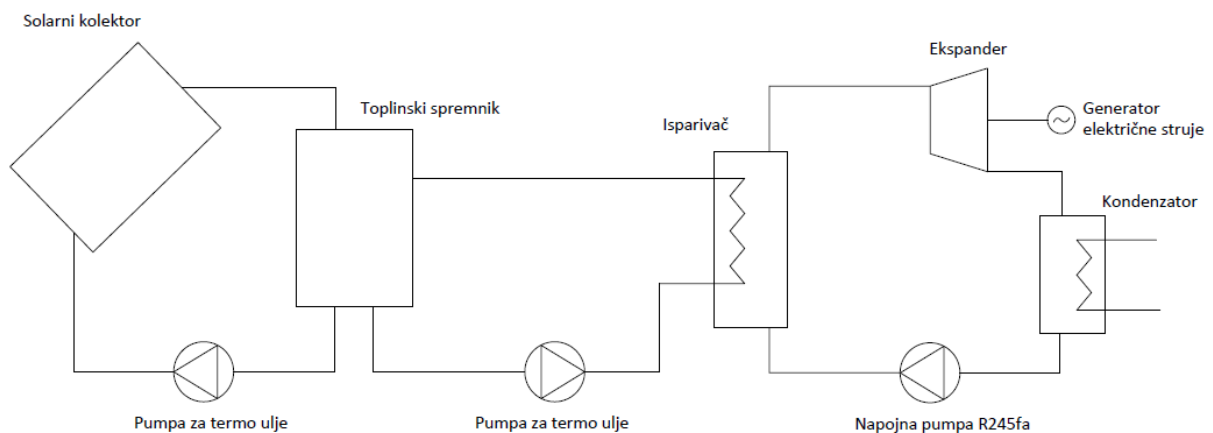 Solarni kolektor
Toplinski spremnik
Isparivač
Ekspander
Generator
električne struje
Kondenzator
Pumpa za termo ulje
Pumpa za termo ulje
Napojna pumpa R245fa